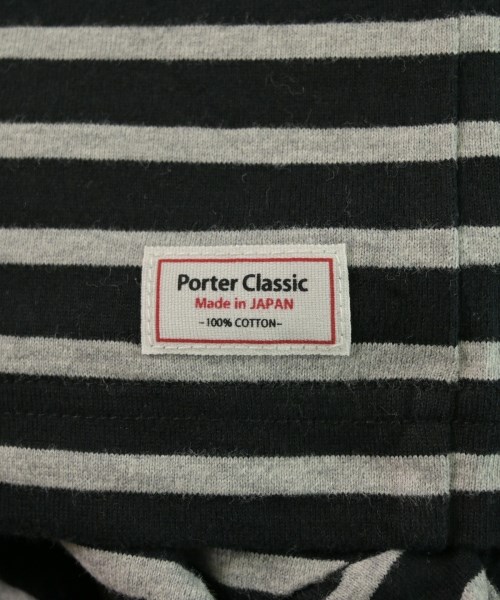 Porter Classic
Made in JAPAN
-100% COTTON-